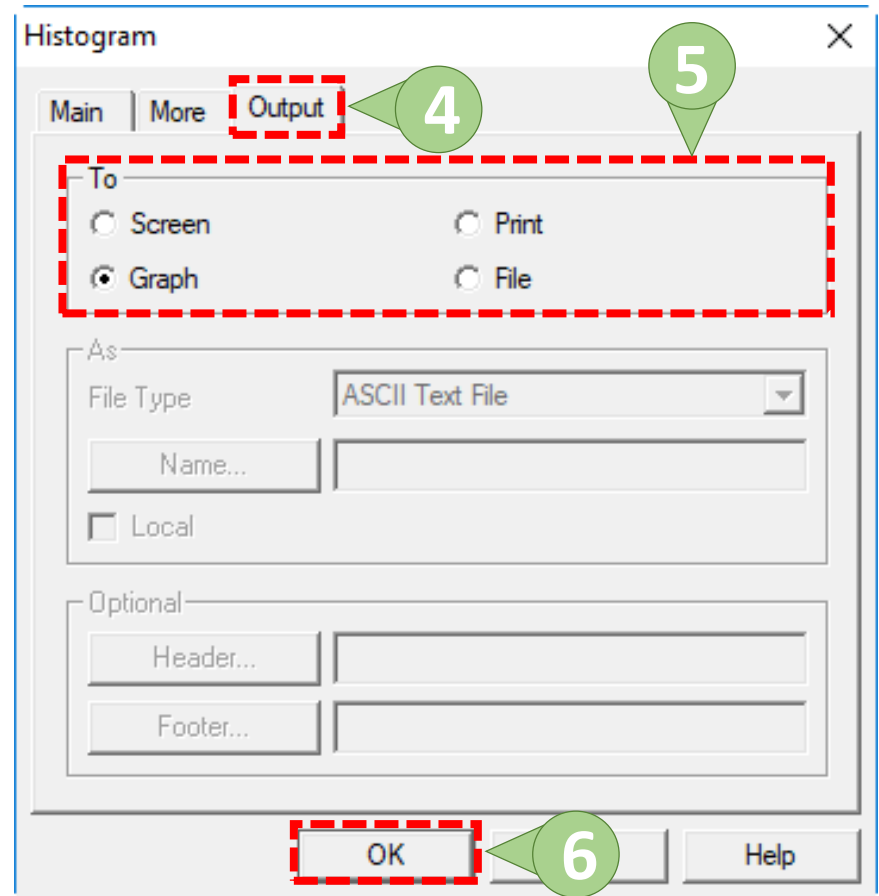 Histogram
5
Main More Output 4
To
Screen Print
Graph File
As
File Type ASCII Text File
Name...
Local
Optional
Header...
Footer...
OK 6 Help